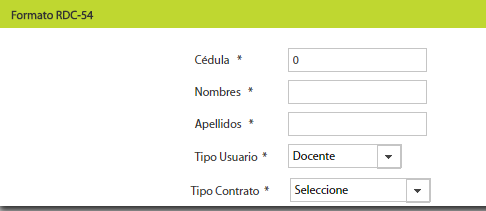 Formato RDC-54
Cédula * 0
Nombres *
Apellidos *
Tipo Usuario * Docente
Tipo Contrato * Seleccione